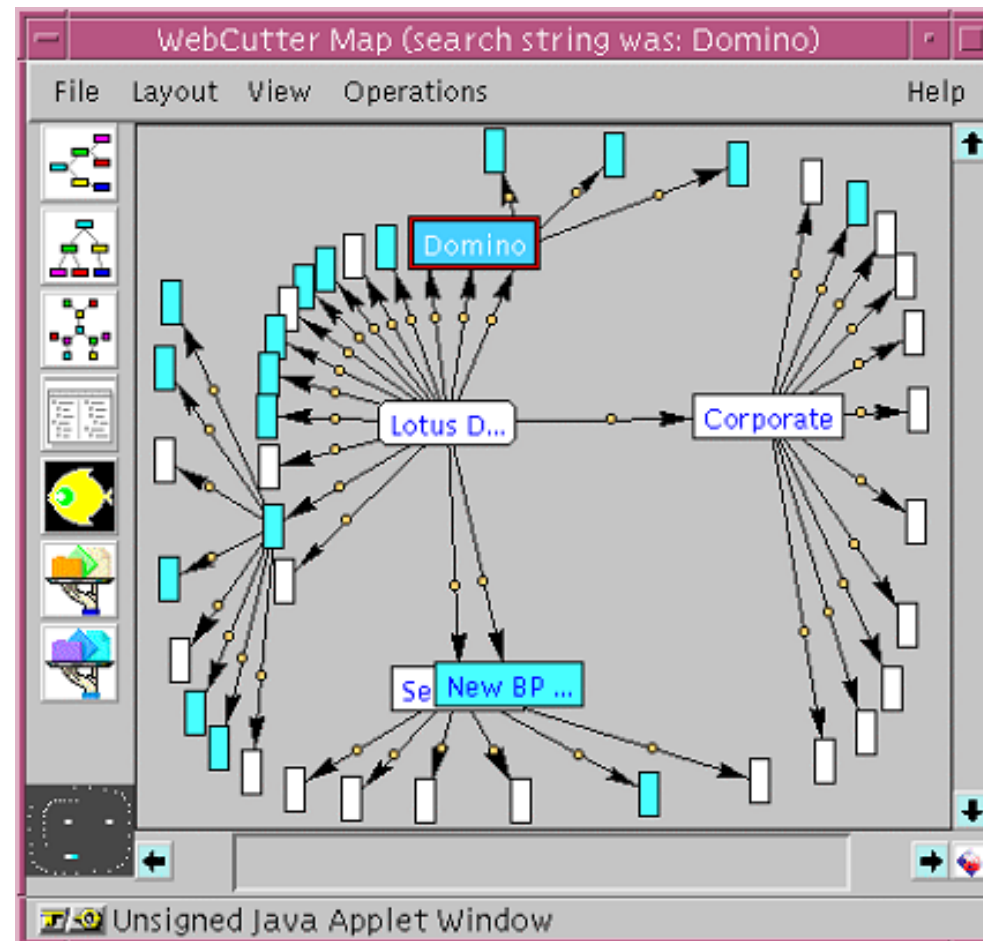 WebCutter Map (search string was: Domino)
File Layout View Operations Help
Domino
Lotus D...
Corporate
Se
New BP ...
Unsigned Java Applet Window